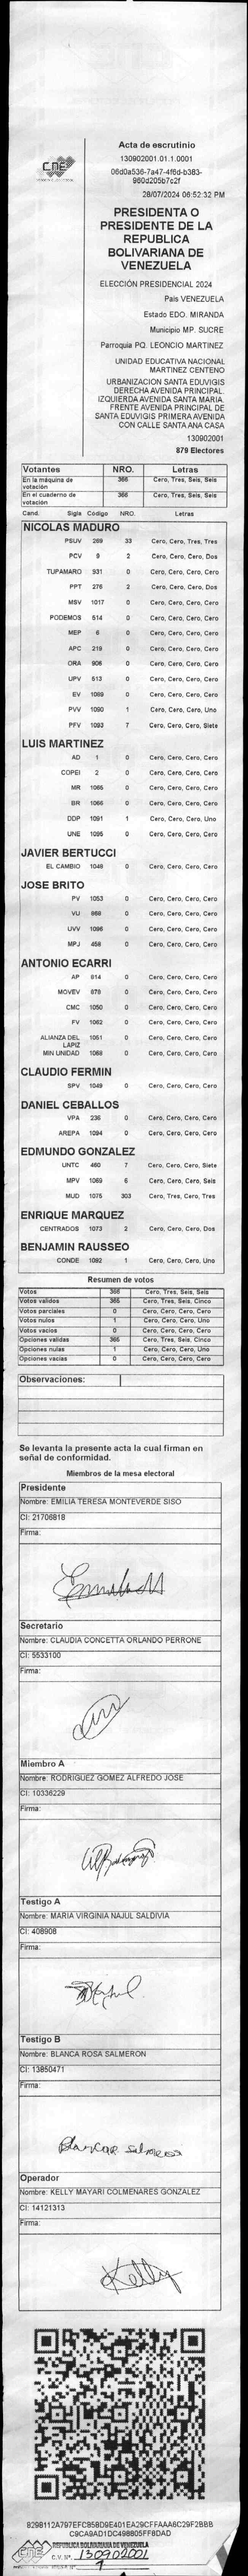 CNE
Acta de escrutinio
130902001.01.1.0001
06d0a536-7a47-4f6d-b383-
960d205b7c2f
28/07/2024 06:52:32 PM
PRESIDENTA O
PRESIDENTE DE LA
REPUBLICA
BOLIVARIANA DE
VENEZUELA
ELECCIÓN PRESIDENCIAL 2024
País VENEZUELA
Estado EDO. MIRANDA
Municipio MP. SUCRE
Parroquia PQ. LEONCIO MARTINEZ
UNIDAD EDUCATIVA NACIONAL
MARTINEZ CENTENO
URBANIZACION SANTA EDUVIGIS
DERECHA AVENIDA PRINCIPAL.
IZQUIERDA AVENIDA SANTA MARIA.
FRENTE AVENIDA PRINCIPAL DE
SANTA EDUVIGIS PRIMERA AVENIDA
CON CALLE SANTA ANA CASA
130902001
879 Electores
Votantes NRO. Letras
En la máquina de votación 366 Cero, Tres, Seis, Seis
En el cuaderno de votación 366 Cero, Tres, Seis, Seis
Cand. Sigla Codigo NRO. Letras
NICOLAS MADURO
PSUV 269 33 Cero, Cero, Tres, Tres
PCV 9 2 Cero, Cero, Cero, Dos
TUPAMARO 931 0 Cero, Cero, Cero, Cero
PPT 276 2 Cero, Cero, Cero, Dos
MSV 1017 0 Cero, Cero, Cero, Cero
PODEMOS 514 0 Cero, Cero, Cero, Cero
MEP 6 0 Cero, Cero, Cero, Cero
APC 219 0 Cero, Cero, Cero, Cero
ORA 906 0 Cero, Cero, Cero, Cero
UPV 513 0 Cero, Cero, Cero, Cero
EV 1089 0 Cero, Cero, Cero, Cero
PVV 1090 1 Cero, Cero, Cero, Uno
PFV 1093 7 Cero, Cero, Cero, Siete
LUIS MARTINEZ
AD 1 0 Cero, Cero, Cero, Cero
COPEI 2 0 Cero, Cero, Cero, Cero
MR 1065 0 Cero, Cero, Cero, Cero
BR 1066 0 Cero, Cero, Cero, Cero
DDP 1091 1 Cero, Cero, Cero, Uno
UNE 1095 0 Cero, Cero, Cero, Cero
JAVIER BERTUCCI
EL CAMBIO 1048 0 Cero, Cero, Cero, Cero
JOSE BRITO
PV 1053 0 Cero, Cero, Cero, Cero
VU 868 0 Cero, Cero, Cero, Cero
UVV 1096 0 Cero, Cero, Cero, Cero
MPJ 458 0 Cero, Cero, Cero, Cero
ANTONIO ECARRI
AP 814 0 Cero, Cero, Cero, Cero
MOVEV 878 0 Cero, Cero, Cero, Cero
CMC 1050 0 Cero, Cero, Cero, Cero
FV 1062 0 Cero, Cero, Cero, Cero
ALIANZA DEL LAPIZ 1051 0 Cero, Cero, Cero, Cero
MIN UNIDAD 1068 0 Cero, Cero, Cero, Cero
CLAUDIO FERMIN
SPV 1049 0 Cero, Cero, Cero, Cero
DANIEL CEBALLOS
VPA 236 0 Cero, Cero, Cero, Cero
AREPA 1094 0 Cero, Cero, Cero, Cero
EDMUNDO GONZALEZ
UNTC 460 7 Cero, Cero, Cero, Siete
MPV 1069 6 Cero, Cero, Cero, Seis
MUD 1075 303 Cero, Tres, Cero, Tres
ENRIQUE MARQUEZ
CENTRADOS 1073 2 Cero, Cero, Cero, Dos
BENJAMIN RAUSSEO
CONDE 1082 1 Cero, Cero, Cero, Uno
Resumen de votos
Votos 366 Cero, Tres, Seis, Seis
Votos validos 365 Cero, Tres, Seis, Cinco
Votos parciales 0 Cero, Cero, Cero, Cero
Votos nulos 1 Cero, Cero, Cero, Uno
Votos vacios 0 Cero, Cero, Cero, Cero
Opciones validas 365 Cero, Tres, Seis, Cinco
Opciones nulas 1 Cero, Cero, Cero, Uno
Opciones vacias 0 Cero, Cero, Cero, Cero
Observaciones:
Se levanta la presente acta la cual firman en
señal de conformidad.
Miembros de la mesa electoral
Presidente
Nombre: EMILIA TERESA MONTEVERDE SISO
CI: 21706818
Firma:
Secretario
Nombre: CLAUDIA CONCETTA ORLANDO PERRONE
CI: 5533100
Firma:
Miembro A
Nombre: RODRIGUEZ GOMEZ ALFREDO JOSE
CI: 10336229
Firma:
Testigo A
Nombre: MARIA VIRGINIA NAJUL SALDIVIA
CI: 408908
Firma:
Testigo B
Nombre: BLANCA ROSA SALMERON
CI: 13850471
Firma:
Blanca Salmeron
Operador
Nombre: KELLY MAYARI COLMENARES GONZALEZ
CI: 14121313
Firma:
Kelly
8298112A797EFC858D9E401EA29CFFAAA6C29F2BBB
C9CA9AD1DC498805FF8DAD
CNE REPÚBLICA BOLIVARIANA DE VENEZUELA
C.V. Nº. 130902001
1